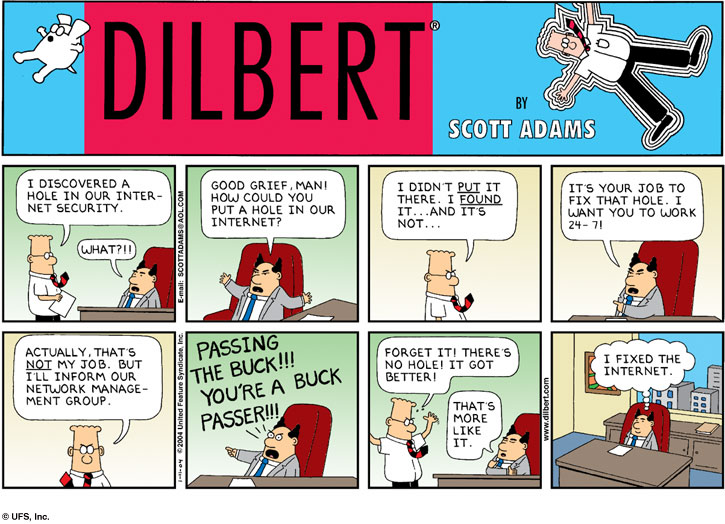 DILBERT®
BY
SCOTT ADAMS
I DISCOVERED A
HOLE IN OUR INTER-
NET SECURITY.
WHAT?!!
E-mail: SCOTTADAMS@AOL.COM
GOOD GRIEF, MAN!
HOW COULD YOU
PUT A HOLE IN OUR
INTERNET?
I DIDN'T PUT IT
THERE. I FOUND
IT...AND IT'S
NOT...
IT'S YOUR JOB TO
FIX THAT HOLE. I
WANT YOU TO WORK
24-7!
ACTUALLY, THAT'S
NOT MY JOB. BUT
I'LL INFORM OUR
NETWORK MANAGE-
MENT GROUP.
1-11-04 © 2004 United Feature Syndicate, Inc.
PASSING
THE BUCK!!!
YOU'RE A BUCK
PASSER!!!
FORGET IT! THERE'S
NO HOLE! IT GOT
BETTER!
THAT'S
MORE
LIKE
IT.
www.dilbert.com
I FIXED THE
INTERNET.
© UFS, Inc.